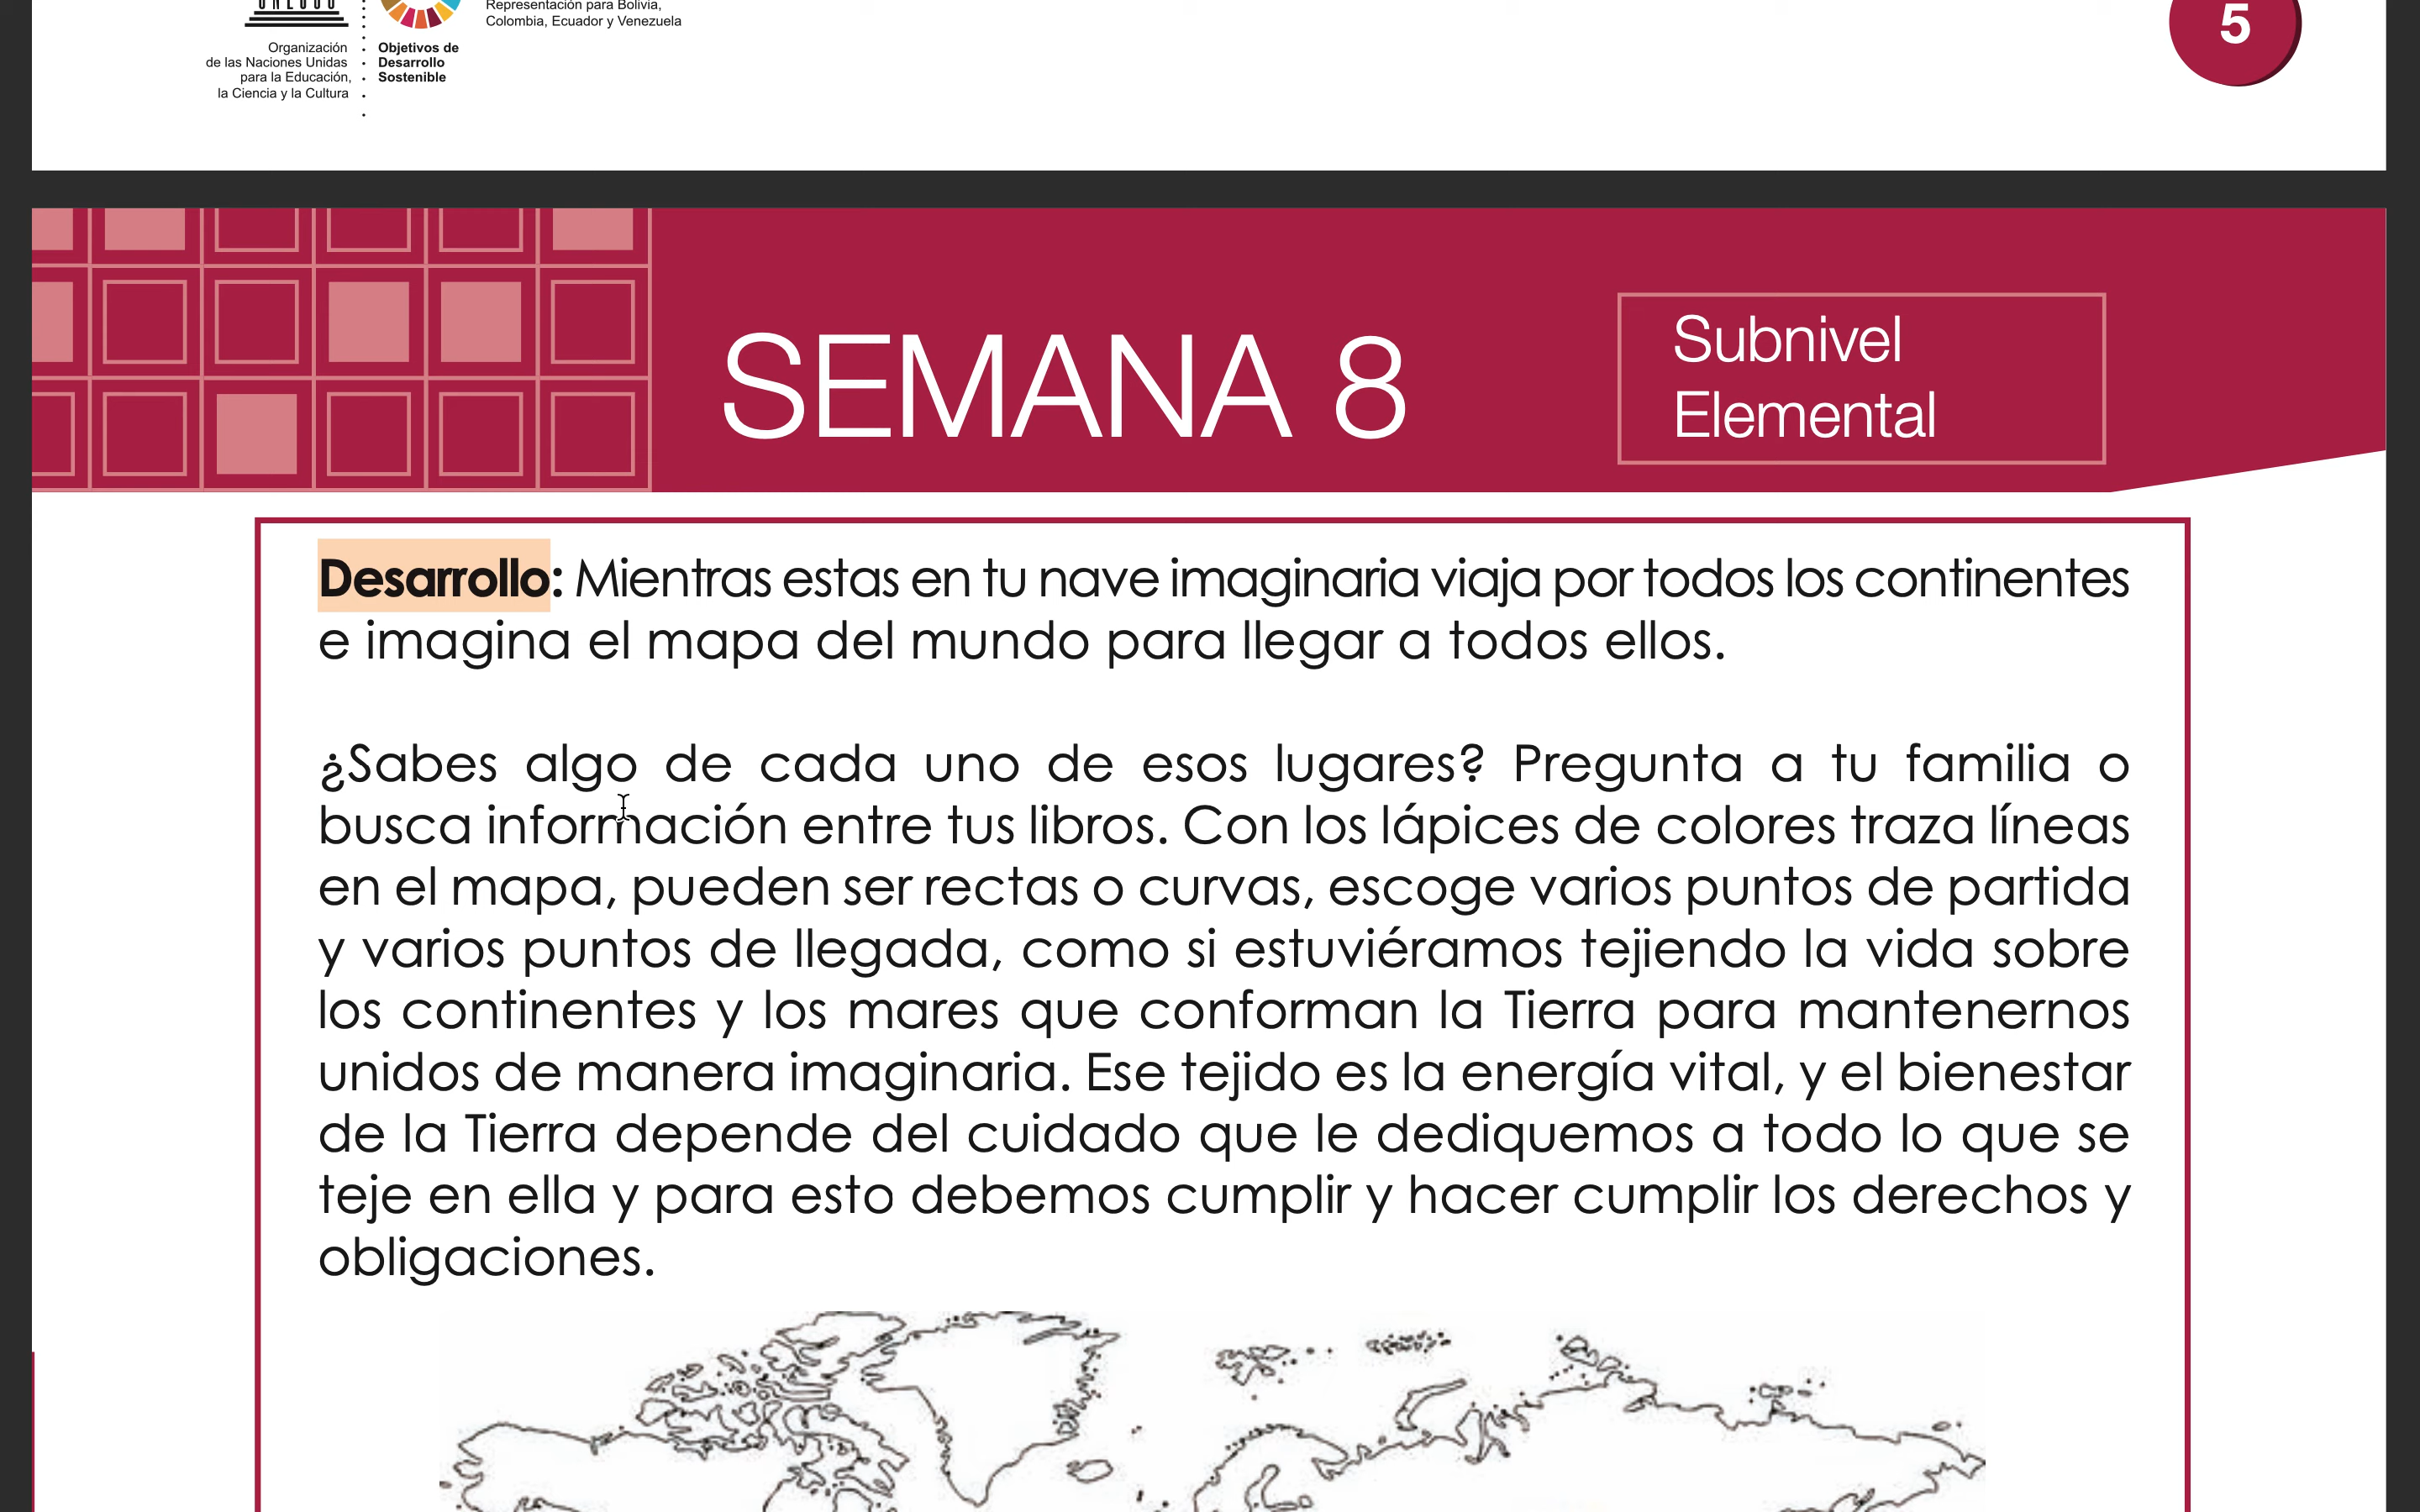 UNESCO
Representación para Bolivia,
Colombia, Ecuador y Venezuela
Organización
de las Naciones Unidas
para la Educación,
la Ciencia y la Cultura
Objetivos de
Desarrollo
Sostenible
5
SEMANA 8
Subnivel
Elemental
Desarrollo: Mientras estas en tu nave imaginaria viaja por todos los continentes
e imagina el mapa del mundo para llegar a todos ellos.
¿Sabes algo de cada uno de esos lugares? Pregunta a tu familia o
busca información entre tus libros. Con los lápices de colores traza líneas
en el mapa, pueden ser rectas o curvas, escoge varios puntos de partida
y varios puntos de llegada, como si estuviéramos tejiendo la vida sobre
los continentes y los mares que conforman la Tierra para mantenernos
unidos de manera imaginaria. Ese tejido es la energía vital, y el bienestar
de la Tierra depende del cuidado que le dediquemos a todo lo que se
teje en ella y para esto debemos cumplir y hacer cumplir los derechos y
obligaciones.